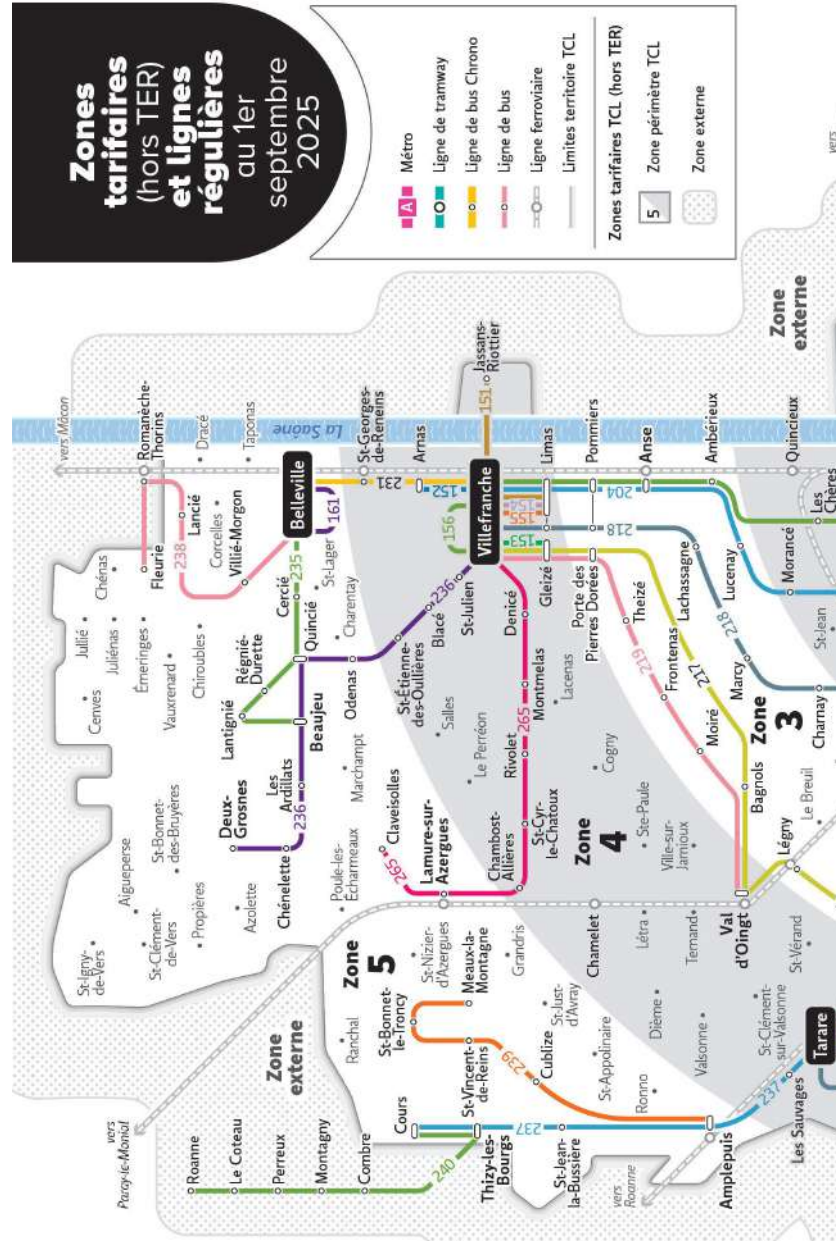 Zones
tarifaires
(hors TER)
et lignes
régulières
au 1er
septembre
2025
A Métro
Ligne de tramway
Ligne de bus Chrono
Ligne de bus
Ligne ferroviaire
Limites territoire TCL
Zones tarifaires TCL (hors TER)
5 Zone périmètre TCL
Zone externe
vers
Paray-le-Monial
Roanne
Le Coteau
Perreux
Montagny
Combre
240
Zone
externe
Cours
Thizy-les-
Bourgs
237
St-Jean-
la-Bussière
vers
Roanne
Amplepuis
Les Sauvages
237
Tarare
Ranchal
St-Bonnet-
le-Troncy
Meaux-la-
Montagne
St-Vincent-
de-Reins
239
Cublize
St-Just-
d'Avray
St-Appolinaire
Ronno
Dième
Valsonne
St-Clément-
sur-Valsonne
Zone
5
St-Nizier-
d'Azergues
Grandris
Chamelet
Létra
Ternand
Val
d'Oingt
St-Vérand
St-Igny-
de-Vers
Aigueperse
St-Clément-
de-Vers
St-Bonnet-
des-Bruyères
Propières
Azolette
Chénelette
Poule-les-
Écharmeaux
265
Claveisolles
Lamure-sur-
Azergues
Chambost-
Allières
St-Cyr-
le-Chatoux
Rivolet
265
Montmelas
Denicé
Deux-
Grosnes
Les
Ardillats
236
Beaujeu
Marchampt
Lantignié
Régnié-
Durette
Quincié
Cercié
235
Odenas
Charentay
St-Lager
St-Étienne-
des-Oullières
Blacé
236
St-Julien
Salles
Le Perréon
Lacenas
Cogny
Zone
4
Ste-Paule
Ville-sur-
Jarnioux
Cenves
Jullié
Juliénas
Chénas
Émeringes
Vauxrenard
Chiroubles
Fleurie
Lancié
238
Corcelles
Villié-Morgon
vers Mâcon
Romanèche-
Thorins
Dracé
Taponas
Belleville
161
La Saône
St-Georges-
de-Reneins
231
Arnas
152
156
Villefranche
151
Jassans-
Riottier
153
155
154
Limas
Gleizé
Pommiers
Porte des
Pierres Dorées
Anse
204
218
Ambérieux
Theizé
219
Frontenas
Moiré
217
Lachassagne
Lucenay
218
Marcy
Bagnols
Zone
3
Charnay
Morancé
Les
Chères
Quincieux
St-Jean
Légny
Le Breuil
Zone
externe
vers